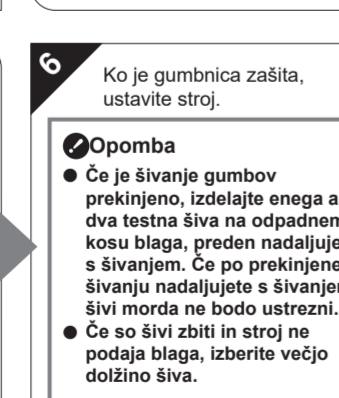 6
Ko je gumbnica zašita,
ustavite stroj.
Opomba
● Če je šivanje gumbov
prekinjeno, izdelajte enega a
dva testna šiva na odpadnem
kosu blaga, preden nadaljuje
s šivanjem. Če po prekinjene
šivanju nadaljujete s šivanjem
šivi morda ne bodo ustrezni.
● Če so šivi zbiti in stroj ne
podaja blaga, izberite večjo
dolžino šiva.